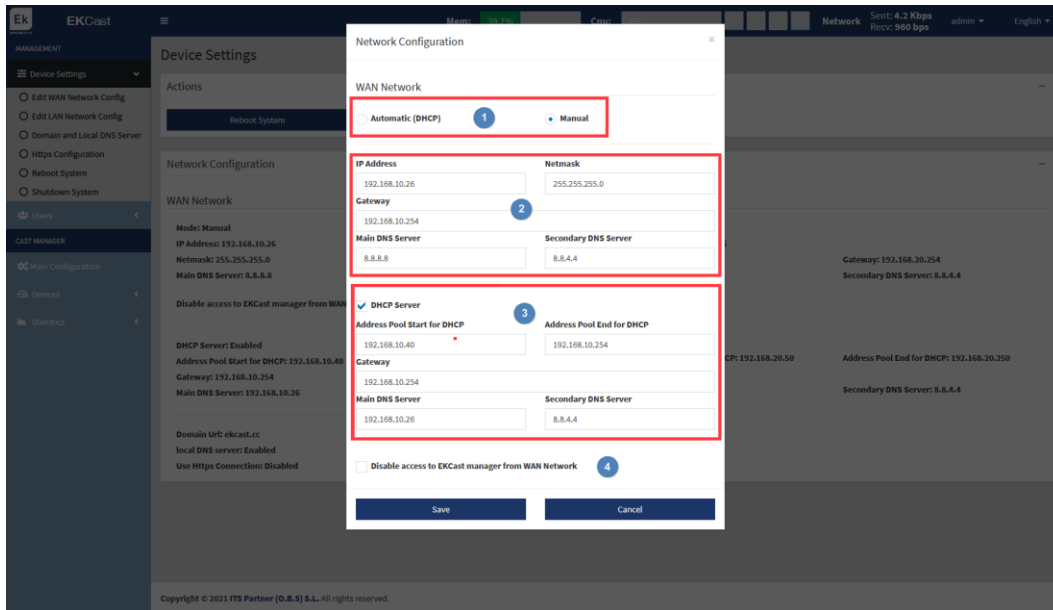 Ek
EKCast
Mem: 39.7%
Cpu:
Network
Sent: 4.2 Kbps
Recv: 960 bps
admin
English
MANAGEMENT
Device Settings
Edit WAN Network Config
Edit LAN Network Config
Domain and Local DNS Server
Https Configuration
Reboot System
Shutdown System
Users
CAST MANAGER
Main Configuration
Devices
Statistics
Device Settings
Actions
Reboot System
Network Configuration
WAN Network
Mode: Manual
IP Address: 192.168.10.26
Netmask: 255.255.255.0
Gateway: 192.168.20.254
Main DNS Server: 8.8.8.8
Secondary DNS Server: 8.8.4.4
Disable access to EKCast manager from WAN
DHCP Server: Enabled
Address Pool Start for DHCP: 192.168.10.40
CP: 192.168.20.50
Address Pool End for DHCP: 192.168.20.250
Gateway: 192.168.10.254
Main DNS Server: 192.168.10.26
Secondary DNS Server: 8.8.4.4
Domain Url: ekcast.cc
local DNS server: Enabled
Use Https Connection: Disabled
Network Configuration
×
WAN Network
Automatic (DHCP)
1
Manual
IP Address
Netmask
192.168.10.26
255.255.255.0
Gateway
2
192.168.10.254
Main DNS Server
Secondary DNS Server
8.8.8.8
8.8.4.4
DHCP Server
3
Address Pool Start for DHCP
Address Pool End for DHCP
192.168.10.40
192.168.10.254
Gateway
192.168.10.254
Main DNS Server
Secondary DNS Server
192.168.10.26
8.8.4.4
Disable access to EKCast manager from WAN Network
4
Save
Cancel
Copyright © 2021 ITS Partner (O.B.S) S.L. All rights reserved.